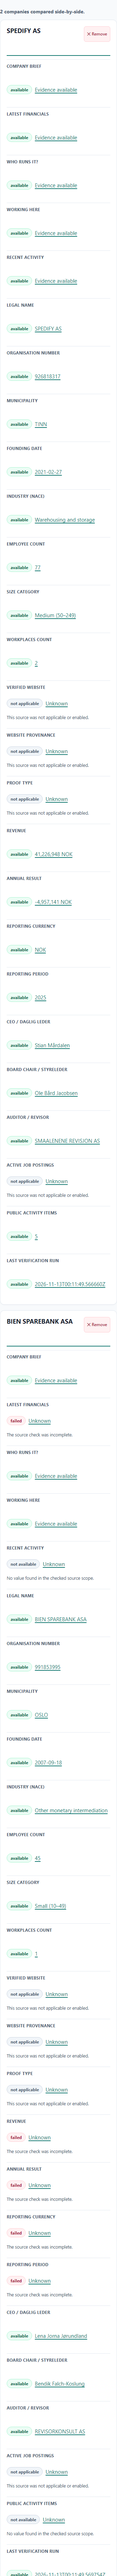 2 companies compared side-by-side.
SPEDIFY AS
✕ Remove
COMPANY BRIEF
available Evidence available
LATEST FINANCIALS
available Evidence available
WHO RUNS IT?
available Evidence available
WORKING HERE
available Evidence available
RECENT ACTIVITY
available Evidence available
LEGAL NAME
available SPEDIFY AS
ORGANISATION NUMBER
available 926818317
MUNICIPALITY
available TINN
FOUNDING DATE
available 2021-02-27
INDUSTRY (NACE)
available Warehousing and storage
EMPLOYEE COUNT
available 77
SIZE CATEGORY
available Medium (50–249)
WORKPLACES COUNT
available 2
VERIFIED WEBSITE
not applicable Unknown
This source was not applicable or enabled.
WEBSITE PROVENANCE
not applicable Unknown
This source was not applicable or enabled.
PROOF TYPE
not applicable Unknown
This source was not applicable or enabled.
REVENUE
available 41,226,948 NOK
ANNUAL RESULT
available -4,957,141 NOK
REPORTING CURRENCY
available NOK
REPORTING PERIOD
available 2025
CEO / DAGLIG LEDER
available Stian Mårdalen
BOARD CHAIR / STYRELEDER
available Ole Bård Jacobsen
AUDITOR / REVISOR
available SMAALENENE REVISJON AS
ACTIVE JOB POSTINGS
not applicable Unknown
This source was not applicable or enabled.
PUBLIC ACTIVITY ITEMS
available 5
LAST VERIFICATION RUN
available
BIEN SPAREBANK ASA
✕ Remove
COMPANY BRIEF
available Evidence available
LATEST FINANCIALS
failed Unknown
The source check was incomplete.
WHO RUNS IT?
available Evidence available
WORKING HERE
available Evidence available
RECENT ACTIVITY
not available Unknown
No value found in the checked source scope.
LEGAL NAME
available BIEN SPAREBANK ASA
ORGANISATION NUMBER
available 991853995
MUNICIPALITY
available OSLO
FOUNDING DATE
available 2007-09-18
INDUSTRY (NACE)
available Other monetary intermediation
EMPLOYEE COUNT
available 45
SIZE CATEGORY
available Small (10–49)
WORKPLACES COUNT
available 1
VERIFIED WEBSITE
not applicable Unknown
This source was not applicable or enabled.
WEBSITE PROVENANCE
not applicable Unknown
This source was not applicable or enabled.
PROOF TYPE
not applicable Unknown
This source was not applicable or enabled.
REVENUE
failed Unknown
The source check was incomplete.
ANNUAL RESULT
failed Unknown
The source check was incomplete.
REPORTING CURRENCY
failed Unknown
The source check was incomplete.
REPORTING PERIOD
failed Unknown
The source check was incomplete.
CEO / DAGLIG LEDER
available Lena Jorna Jørundland
BOARD CHAIR / STYRELEDER
available Bendik Falch-Koslung
AUDITOR / REVISOR
available REVISORKONSULT AS
ACTIVE JOB POSTINGS
not applicable Unknown
This source was not applicable or enabled.
PUBLIC ACTIVITY ITEMS
not available Unknown
No value found in the checked source scope.
LAST VERIFICATION RUN
available